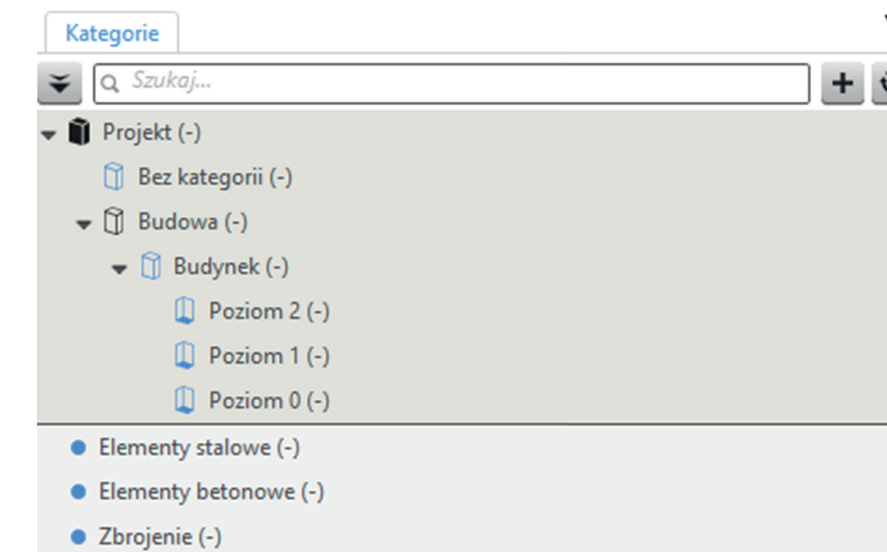 Kategorie
Szukaj...
Projekt (-)
Bez kategorii (-)
Budowa (-)
Budynek (-)
Poziom 2 (-)
Poziom 1 (-)
Poziom 0 (-)
Elementy stalowe (-)
Elementy betonowe (-)
Zbrojenie (-)